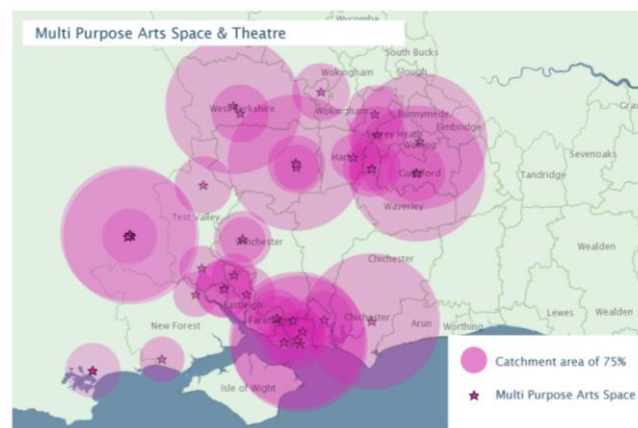 Multi Purpose Arts Space & Theatre
Wycombe
South Bucks
Wokingham
Slough
West Berkshire
Wokingham
Runnymede
Elmbridge
Surrey Heath
Woking
Hart
Guildford
Sevenoaks
Tandridge
Waverley
Test Valley
Winchester
Chichester
Wealden
Eastleigh
Fareham
Chichester
Arun
Worthing
Lewes
Wealden
New Forest
Isle of Wight
Catchment area of 75%
Multi Purpose Arts Space